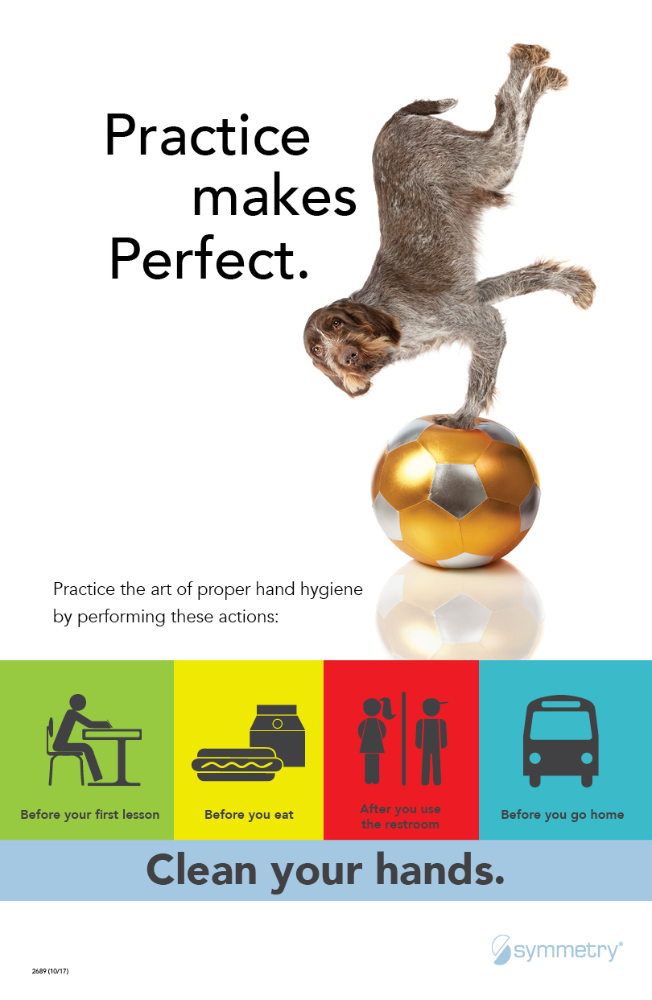 Practice
makes
Perfect.
Practice the art of proper hand hygiene
by performing these actions:
Before your first lesson
Before you eat
After you use
the restroom
Before you go home
Clean your hands.
symmetry®
2689 (10/17)